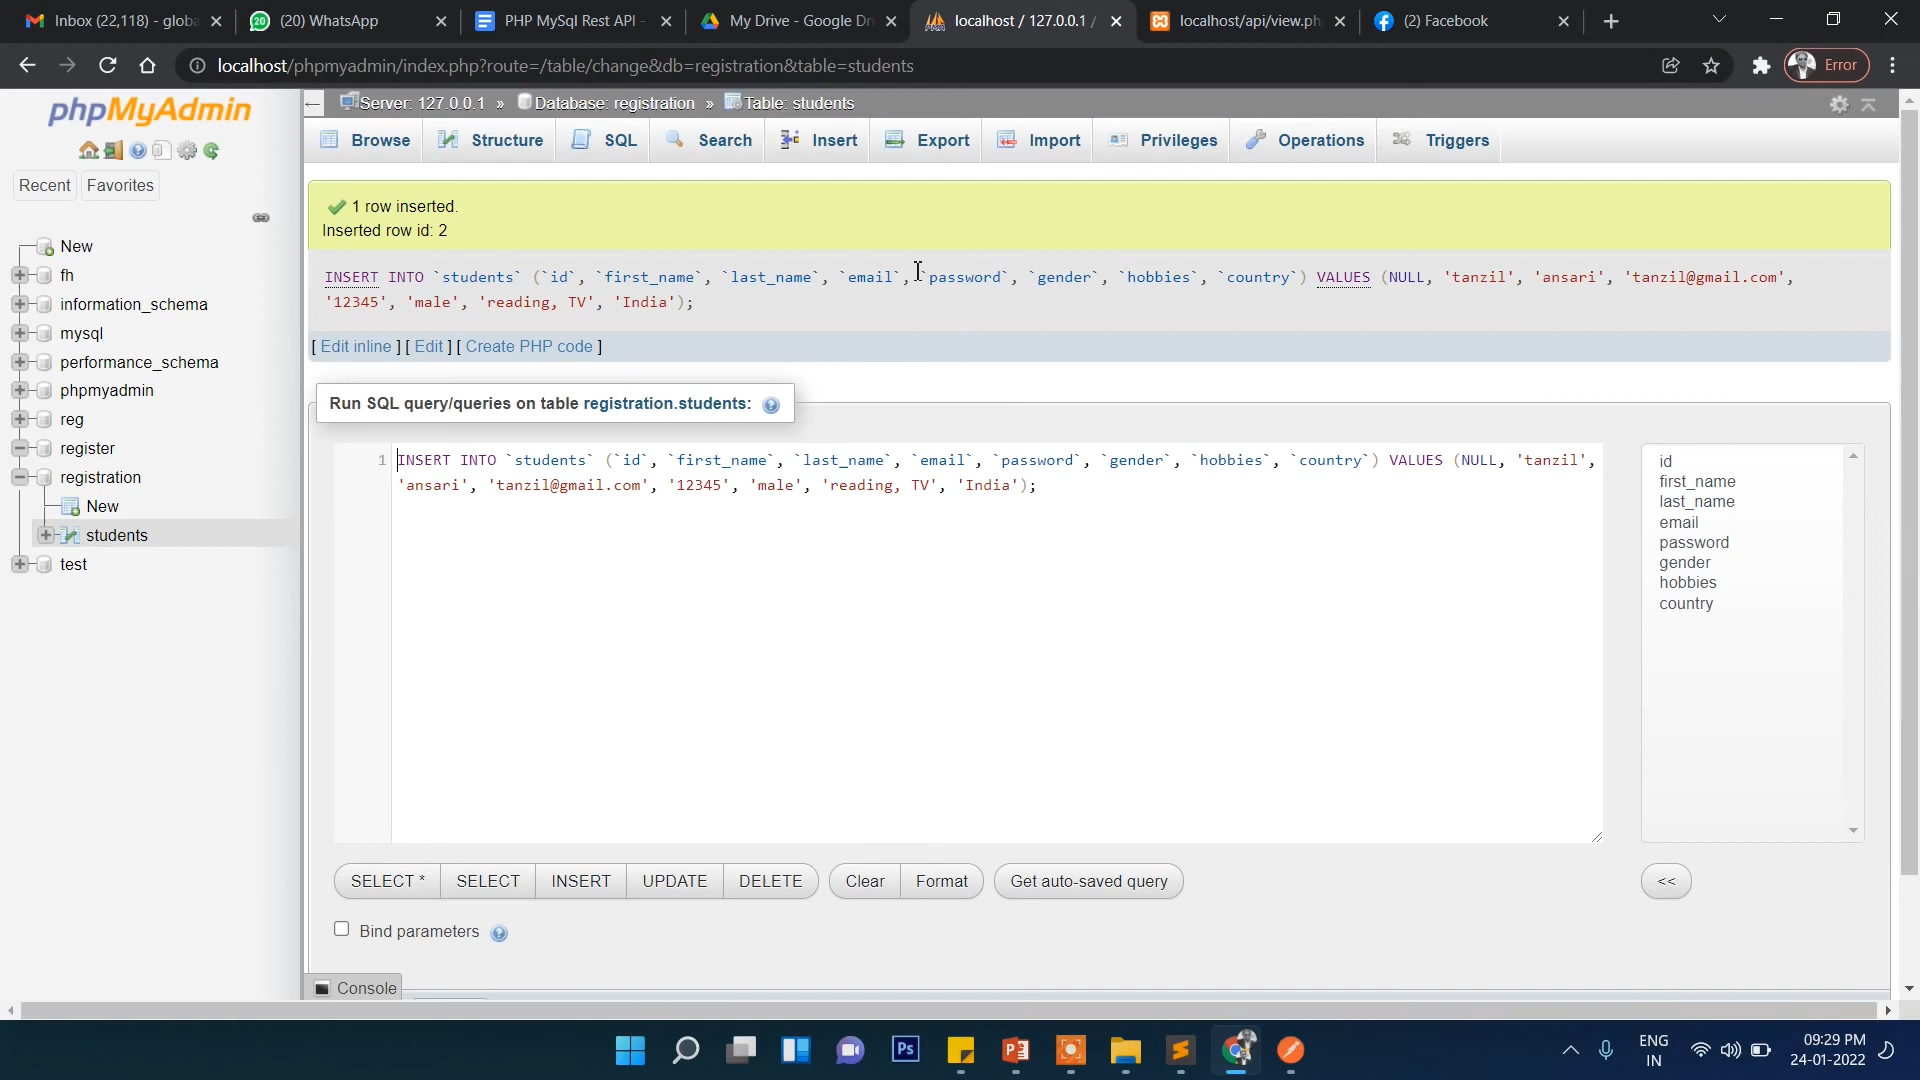 Inbox (22,118) - globa
(20) WhatsApp
PHP MySql Rest API -
My Drive - Google Dri
localhost / 127.0.0.1 /
localhost/api/view.php
(2) Facebook
localhost/phpmyadmin/index.php?route=/table/change&db=registration&table=students
Error
phpMyAdmin
Recent
Favorites
New
fh
information_schema
mysql
performance_schema
phpmyadmin
reg
register
registration
New
students
test
Server: 127.0.0.1 » Database: registration » Table: students
Browse
Structure
SQL
Search
Insert
Export
Import
Privileges
Operations
Triggers
1 row inserted.
Inserted row id: 2
INSERT INTO `students` (`id`, `first_name`, `last_name`, `email`, `password`, `gender`, `hobbies`, `country`) VALUES (NULL, 'tanzil', 'ansari', 'tanzil@gmail.com',
'12345', 'male', 'reading, TV', 'India');
[ Edit inline ] [ Edit ] [ Create PHP code ]
Run SQL query/queries on table registration.students:
1 INSERT INTO `students` (`id`, `first_name`, `last_name`, `email`, `password`, `gender`, `hobbies`, `country`) VALUES (NULL, 'tanzil',
'ansari', 'tanzil@gmail.com', '12345', 'male', 'reading, TV', 'India');
id
first_name
last_name
email
password
gender
hobbies
country
SELECT *
SELECT
INSERT
UPDATE
DELETE
Clear
Format
Get auto-saved query
<<
Bind parameters
Console
Ps
ENG
IN
09:29 PM
24-01-2022